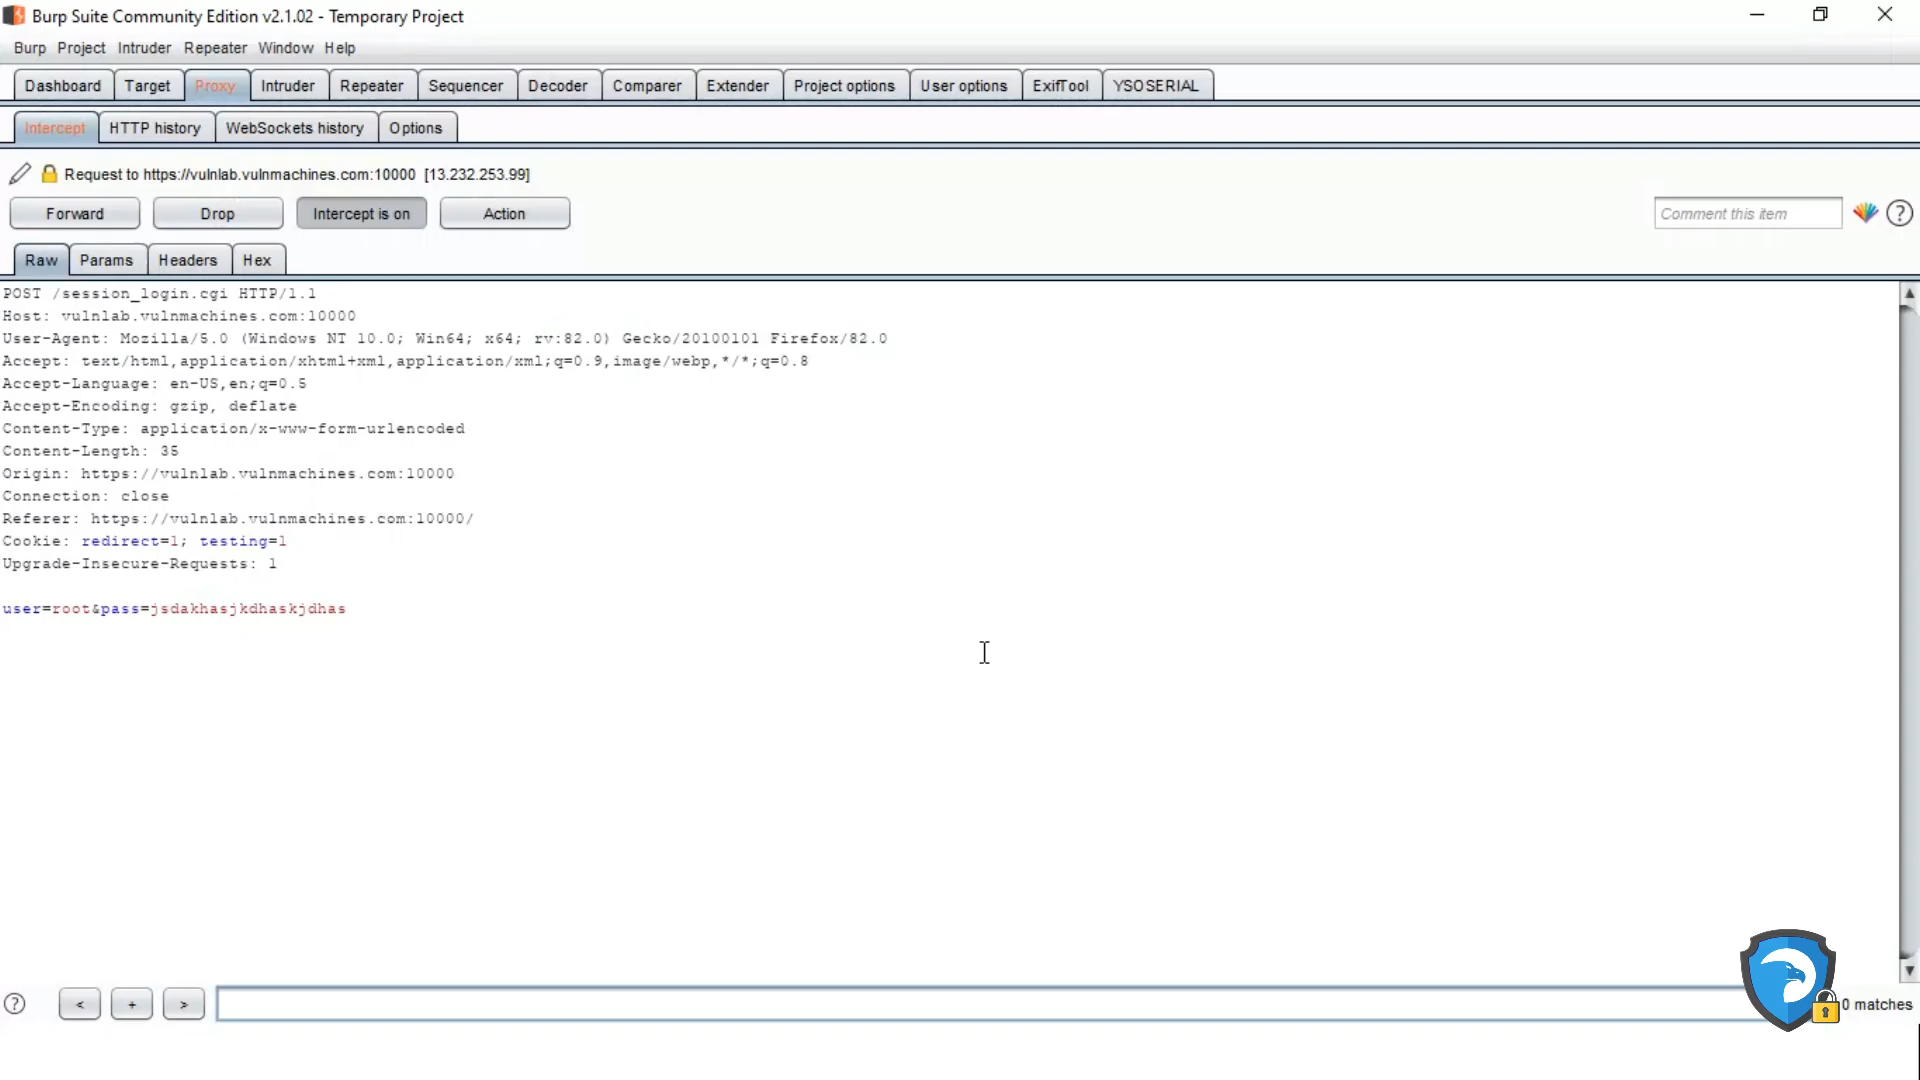 Burp Suite Community Edition v2.1.02 - Temporary Project
Burp Project Intruder Repeater Window Help
Dashboard Target Proxy Intruder Repeater Sequencer Decoder Comparer Extender Project options User options ExifTool YSOSERIAL
Intercept HTTP history WebSockets history Options
Request to https://vulnlab.vulnmachines.com:10000 [13.232.253.99]
Forward Drop Intercept is on Action Comment this item ?
Raw Params Headers Hex
POST /session_login.cgi HTTP/1.1
Host: vulnlab.vulnmachines.com:10000
User-Agent: Mozilla/5.0 (Windows NT 10.0; Win64; x64; rv:82.0) Gecko/20100101 Firefox/82.0
Accept: text/html,application/xhtml+xml,application/xml;q=0.9,image/webp,*/*;q=0.8
Accept-Language: en-US,en;q=0.5
Accept-Encoding: gzip, deflate
Content-Type: application/x-www-form-urlencoded
Content-Length: 35
Origin: https://vulnlab.vulnmachines.com:10000
Connection: close
Referer: https://vulnlab.vulnmachines.com:10000/
Cookie: redirect=1; testing=1
Upgrade-Insecure-Requests: 1
user=root&pass=jsdakhasjkdhaskjdhas
? < + > 0 matches